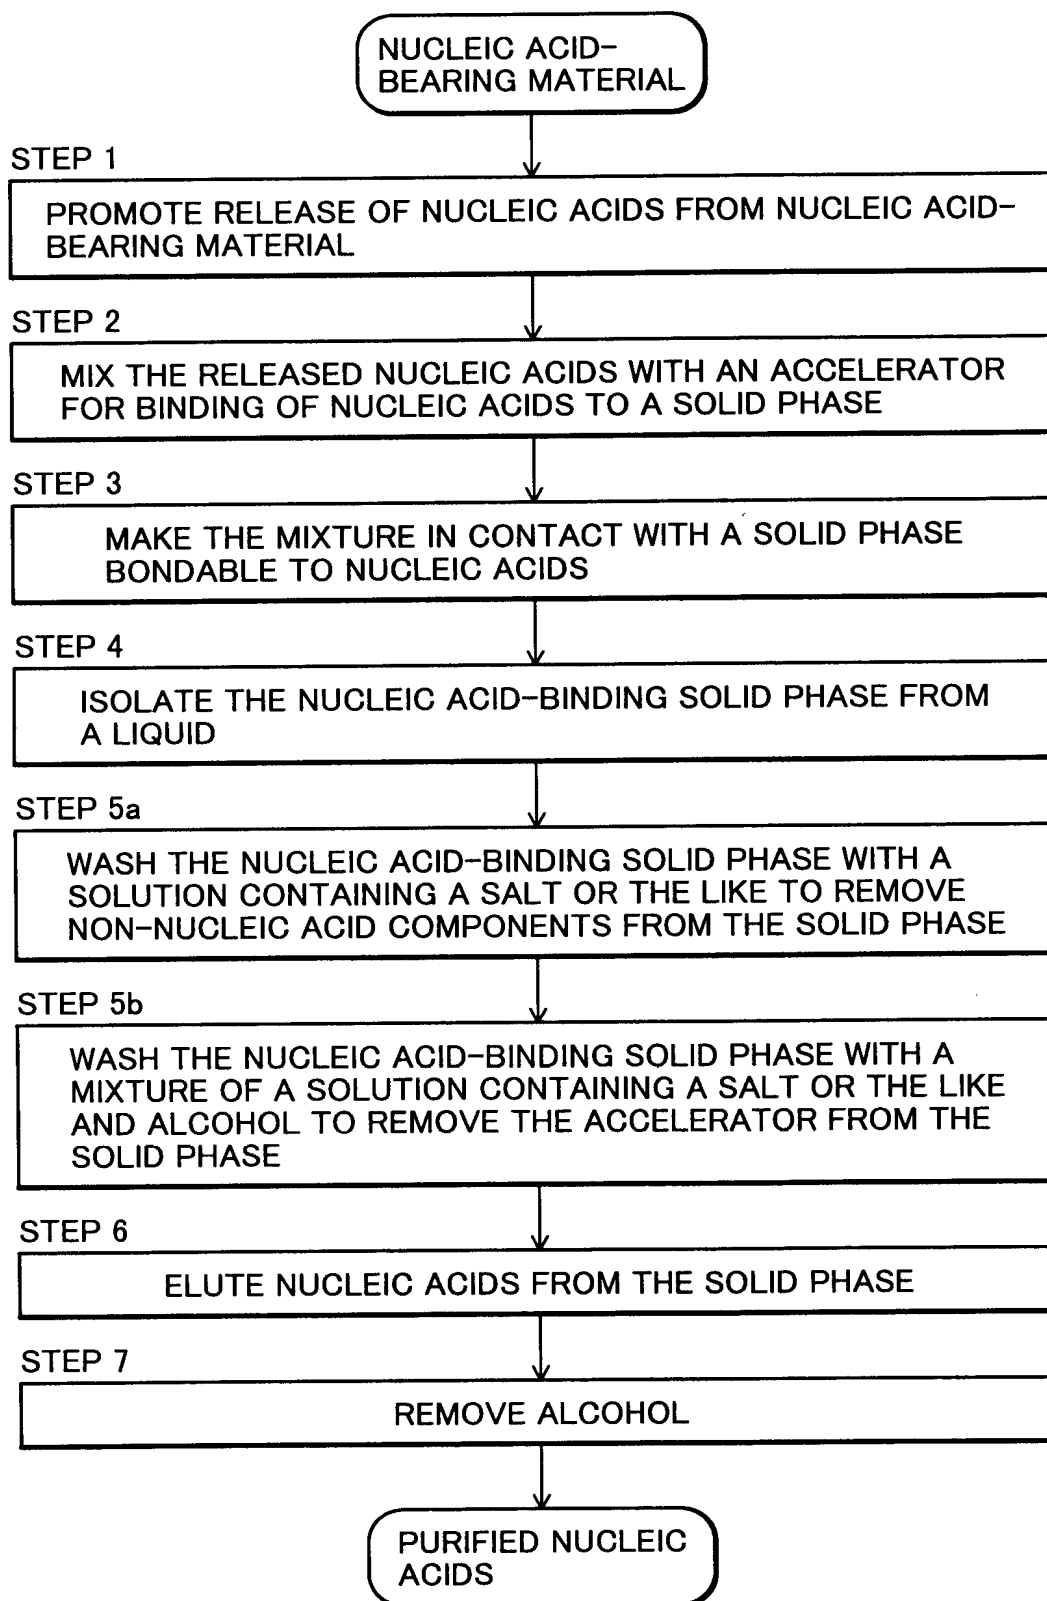 NUCLEIC ACID-
BEARING MATERIAL
STEP 1
PROMOTE RELEASE OF NUCLEIC ACIDS FROM NUCLEIC ACID-
BEARING MATERIAL
STEP 2
MIX THE RELEASED NUCLEIC ACIDS WITH AN ACCELERATOR
FOR BINDING OF NUCLEIC ACIDS TO A SOLID PHASE
STEP 3
MAKE THE MIXTURE IN CONTACT WITH A SOLID PHASE
BONDABLE TO NUCLEIC ACIDS
STEP 4
ISOLATE THE NUCLEIC ACID-BINDING SOLID PHASE FROM
A LIQUID
STEP 5a
WASH THE NUCLEIC ACID-BINDING SOLID PHASE WITH A
SOLUTION CONTAINING A SALT OR THE LIKE TO REMOVE
NON-NUCLEIC ACID COMPONENTS FROM THE SOLID PHASE
STEP 5b
WASH THE NUCLEIC ACID-BINDING SOLID PHASE WITH A
MIXTURE OF A SOLUTION CONTAINING A SALT OR THE LIKE
AND ALCOHOL TO REMOVE THE ACCELERATOR FROM THE
SOLID PHASE
STEP 6
ELUTE NUCLEIC ACIDS FROM THE SOLID PHASE
STEP 7
REMOVE ALCOHOL
PURIFIED NUCLEIC
ACIDS